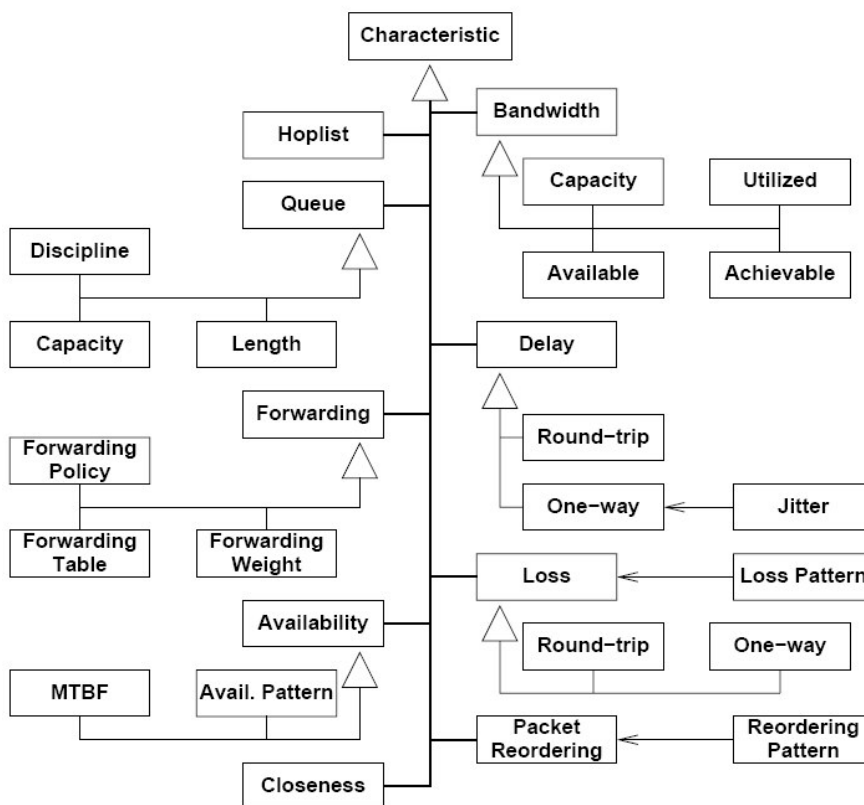 Characteristic
Hoplist
Bandwidth
Queue
Capacity
Utilized
Discipline
Available
Achievable
Capacity
Length
Delay
Forwarding
Round−trip
Forwarding
Policy
One−way
Jitter
Forwarding
Table
Forwarding
Weight
Loss
Loss Pattern
Availability
Round−trip
One−way
MTBF
Avail. Pattern
Packet
Reordering
Reordering
Pattern
Closeness